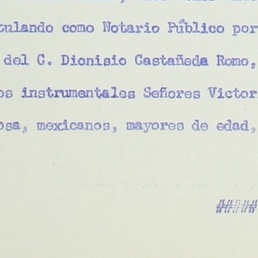 tulando como Notario Público por
del C. Dionisio Castañeda Romo,
os instrumentales Señores Victor
osa, mexicanos, mayores de edad,
####